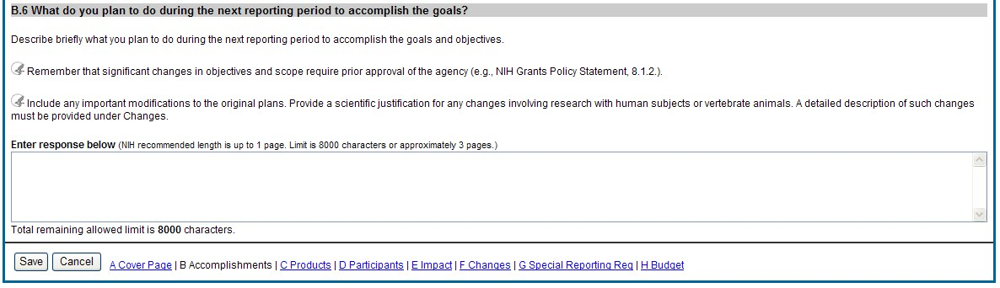 B.6 What do you plan to do during the next reporting period to accomplish the goals?
Describe briefly what you plan to do during the next reporting period to accomplish the goals and objectives.
Remember that significant changes in objectives and scope require prior approval of the agency (e.g., NIH Grants Policy Statement, 8.1.2.).
Include any important modifications to the original plans. Provide a scientific justification for any changes involving research with human subjects or vertebrate animals. A detailed description of such changes
must be provided under Changes.
Enter response below (NIH recommended length is up to 1 page. Limit is 8000 characters or approximately 3 pages.)
Total remaining allowed limit is 8000 characters.
Save Cancel A Cover Page | B Accomplishments | C Products | D Participants | E Impact | F Changes | G Special Reporting Req | H Budget